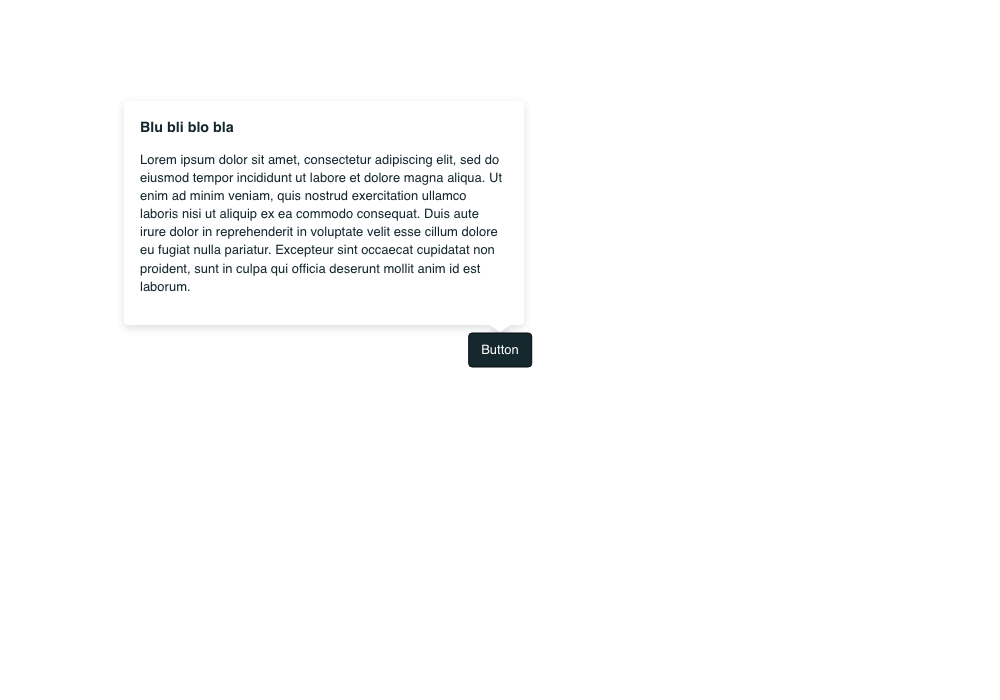 Blu bli blo bla
Lorem ipsum dolor sit amet, consectetur adipiscing elit, sed do
eiusmod tempor incididunt ut labore et dolore magna aliqua. Ut
enim ad minim veniam, quis nostrud exercitation ullamco
laboris nisi ut aliquip ex ea commodo consequat. Duis aute
irure dolor in reprehenderit in voluptate velit esse cillum dolore
eu fugiat nulla pariatur. Excepteur sint occaecat cupidatat non
proident, sunt in culpa qui officia deserunt mollit anim id est
laborum.
Button